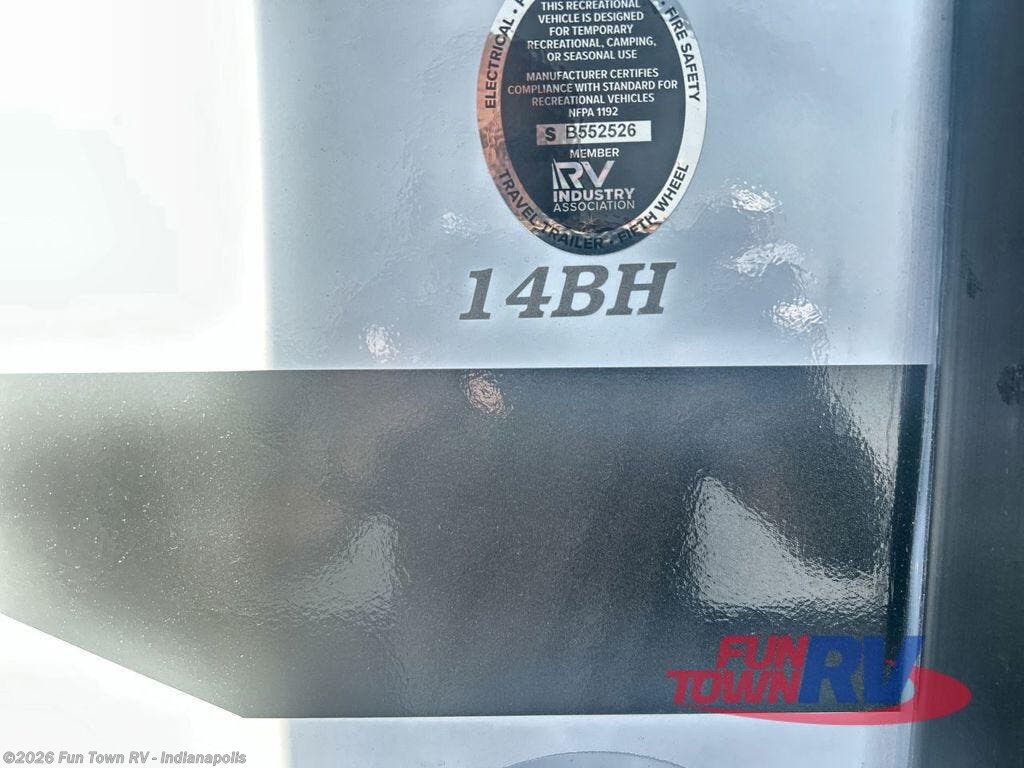 THIS RECREATIONAL
VEHICLE IS DESIGNED
FOR TEMPORARY
RECREATIONAL, CAMPING,
OR SEASONAL USE
MANUFACTURER CERTIFIES
COMPLIANCE WITH STANDARD FOR
RECREATIONAL VEHICLES
NFPA 1192
S B552526
MEMBER
RV
INDUSTRY
ASSOCIATION
ELECTRICAL •
• FIRE SAFETY
TRAVEL TRAILER • FIFTH WHEEL
14BH
FUN
TOWN RV
©2026 Fun Town RV - Indianapolis